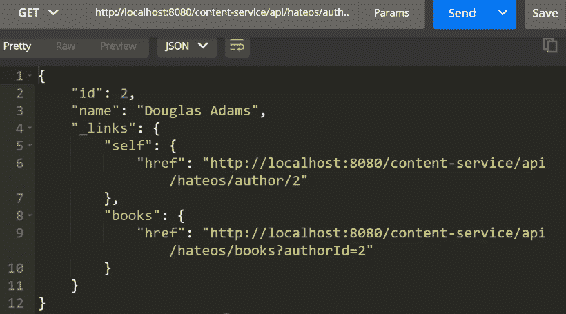 GET http://localhost:8080/content-service/api/hateos/auth.. Params Send Save
Pretty Raw Preview JSON
1 {
2 "id": 2,
3 "name": "Douglas Adams",
4 "_links": {
5 "self": {
6 "href": "http://localhost:8080/content-service/api
/hateos/author/2"
7 },
8 "books": {
9 "href": "http://localhost:8080/content-service/api
/hateos/books?authorId=2"
10 }
11 }
12 }